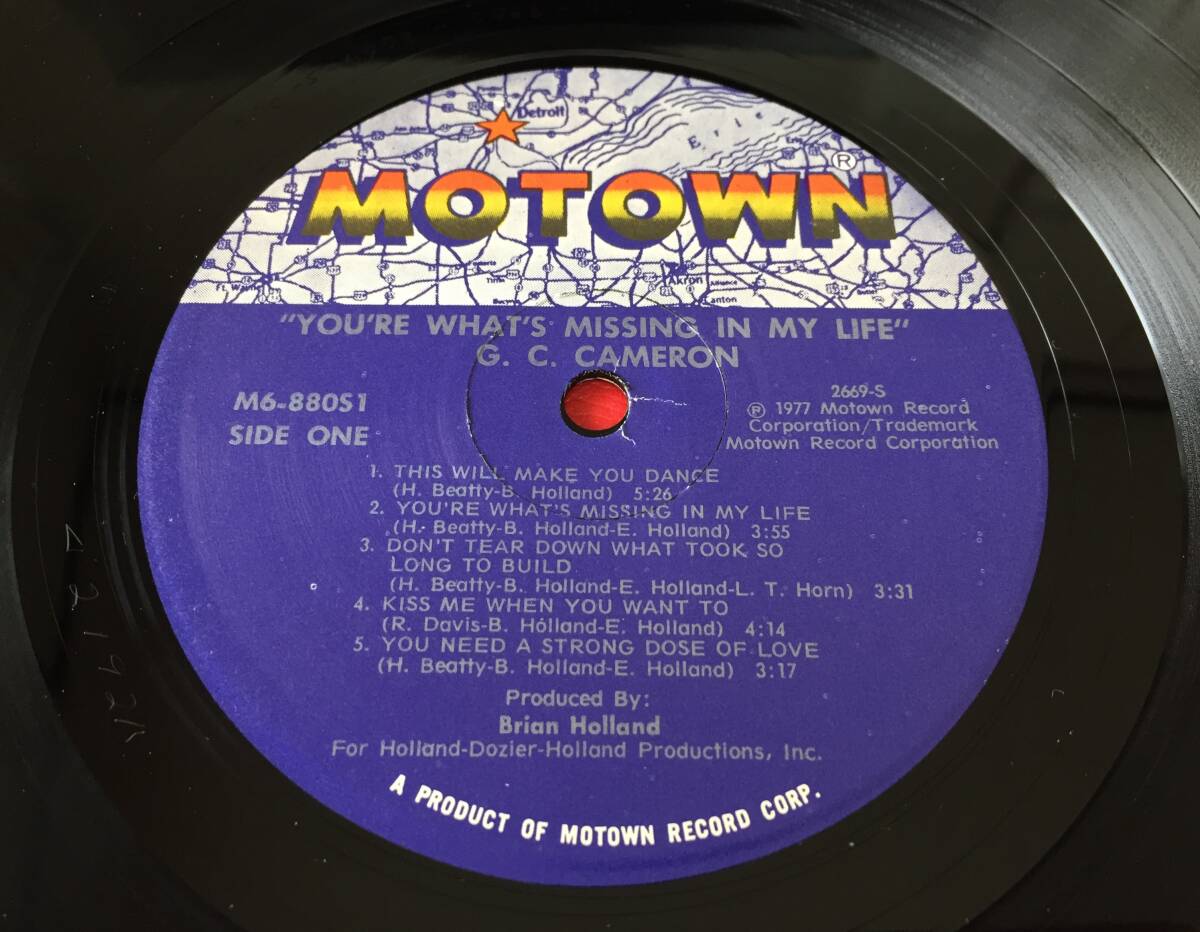 Detroit
Erie
Erie
MOTOWN®
Akron
Alliance
Canton
"YOU'RE WHAT'S MISSING IN MY LIFE"
G. C. CAMERON
M6-880S1
SIDE ONE
2669-S
Ⓟ 1977 Motown Record
Corporation/Trademark
Motown Record Corporation
1. THIS WILL MAKE YOU DANCE
(H. Beatty-B. Holland) 5:26
2. YOU'RE WHAT'S MISSING IN MY LIFE
(H. Beatty-B. Holland-E. Holland) 3:55
3. DON'T TEAR DOWN WHAT TOOK SO
LONG TO BUILD
(H. Beatty-B. Holland-E. Holland-L. T. Horn) 3:31
4. KISS ME WHEN YOU WANT TO
(R. Davis-B. Holland-E. Holland) 4:14
5. YOU NEED A STRONG DOSE OF LOVE
(H. Beatty-B. Holland-E. Holland) 3:17
Produced By:
Brian Holland
For Holland-Dozier-Holland Productions, Inc.
A PRODUCT OF MOTOWN RECORD CORP.